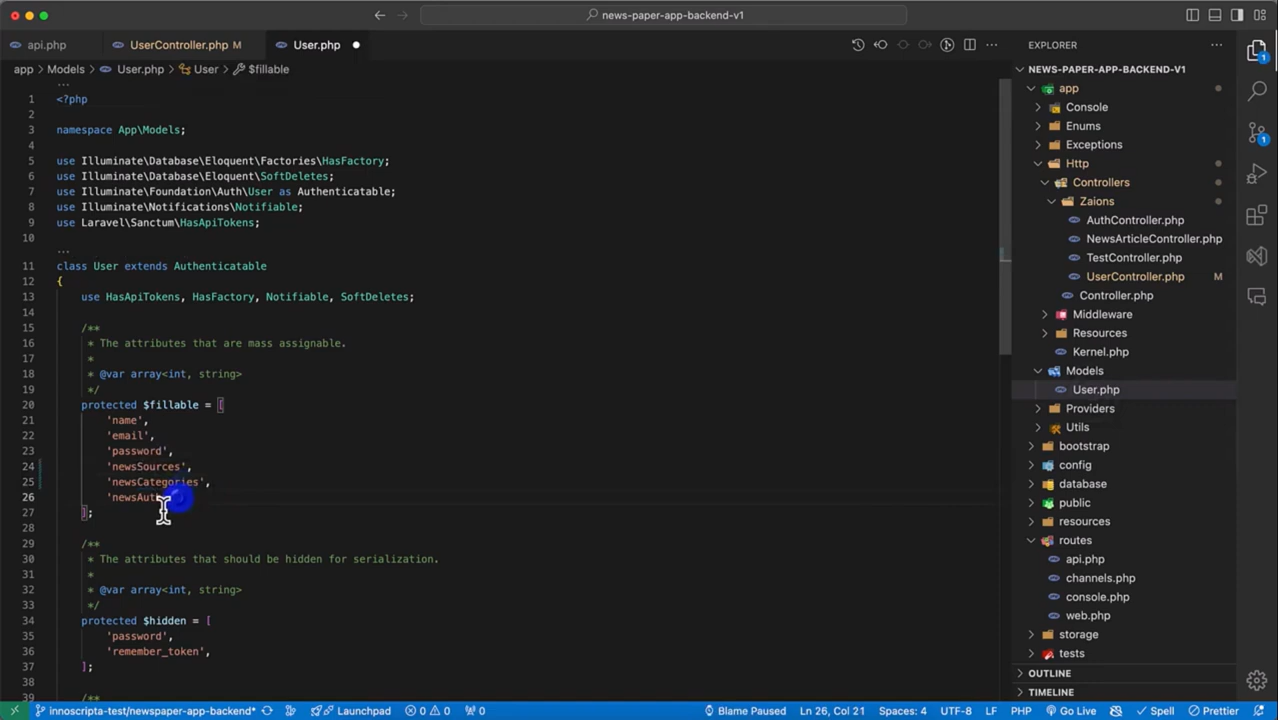 news-paper-app-backend-v1
api.php
UserController.php M
User.php
EXPLORER
app > Models > User.php > User > $fillable
...
1 <?php
2
3 namespace App\Models;
4
5 use Illuminate\Database\Eloquent\Factories\HasFactory;
6 use Illuminate\Database\Eloquent\SoftDeletes;
7 use Illuminate\Foundation\Auth\User as Authenticatable;
8 use Illuminate\Notifications\Notifiable;
9 use Laravel\Sanctum\HasApiTokens;
10
...
11 class User extends Authenticatable
12 {
13 use HasApiTokens, HasFactory, Notifiable, SoftDeletes;
14
15 /**
16 * The attributes that are mass assignable.
17 *
18 * @var array<int, string>
19 */
20 protected $fillable = [
21 'name',
22 'email',
23 'password',
24 'newsSources',
25 'newsCategories',
26 'newsAut
27 ];
28
29 /**
30 * The attributes that should be hidden for serialization.
31 *
32 * @var array<int, string>
33 */
34 protected $hidden = [
35 'password',
36 'remember_token',
37 ];
38
39 /**
NEWS-PAPER-APP-BACKEND-V1
app
Console
Enums
Exceptions
Http
Controllers
Zaions
AuthController.php
NewsArticleController.php
TestController.php
UserController.php M
Controller.php
Middleware
Resources
Kernel.php
Models
User.php
Providers
Utils
bootstrap
config
database
public
resources
routes
api.php
channels.php
console.php
web.php
storage
tests
OUTLINE
TIMELINE
1
1
innoscripta-test/newspaper-app-backend* Launchpad 0 0 0 Blame Paused Ln 26, Col 21 Spaces: 4 UTF-8 LF PHP Go Live Spell Prettier